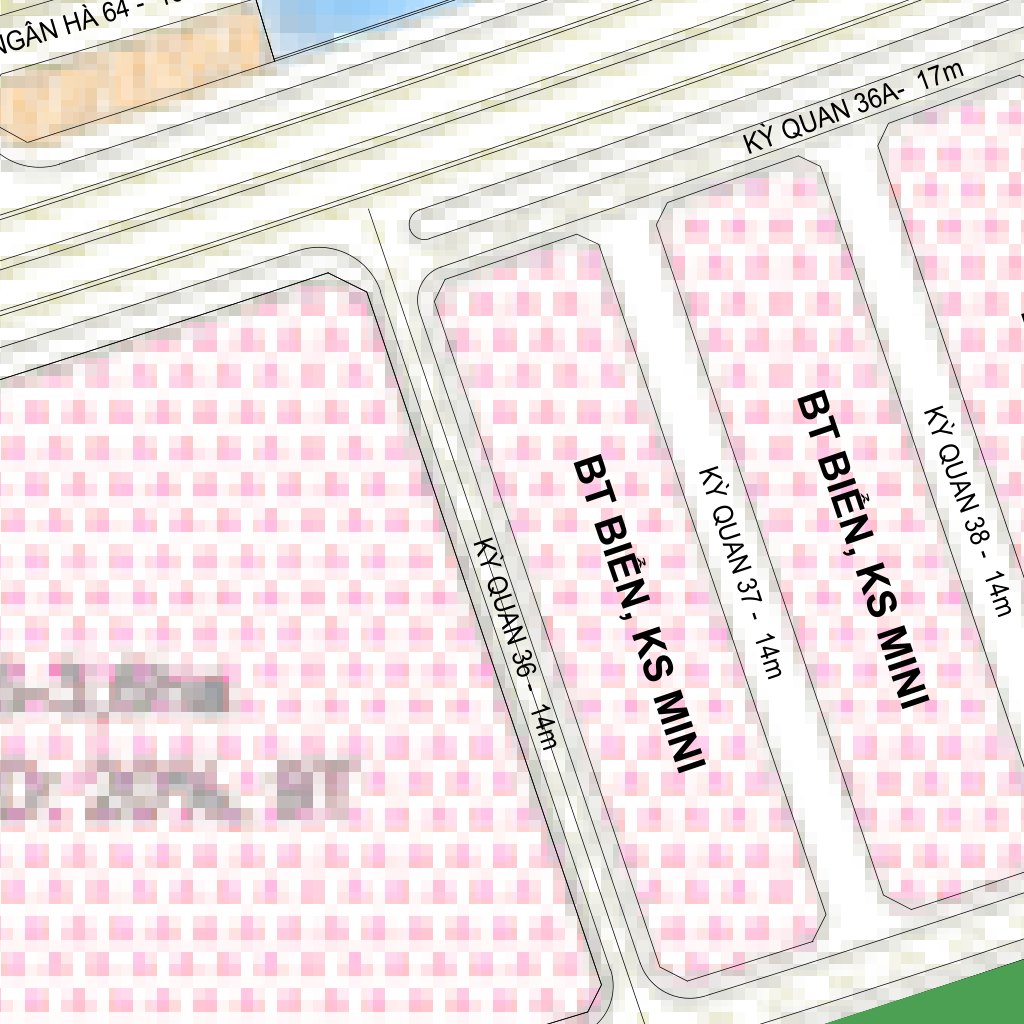 NGÂN HÀ 64 -
KỲ QUAN 36A- 17m
BT BIỂN, KS MINI
BT BIỂN, KS MINI
KỲ QUAN 36 - 14m
KỲ QUAN 37 - 14m
KỲ QUAN 38 - 14m